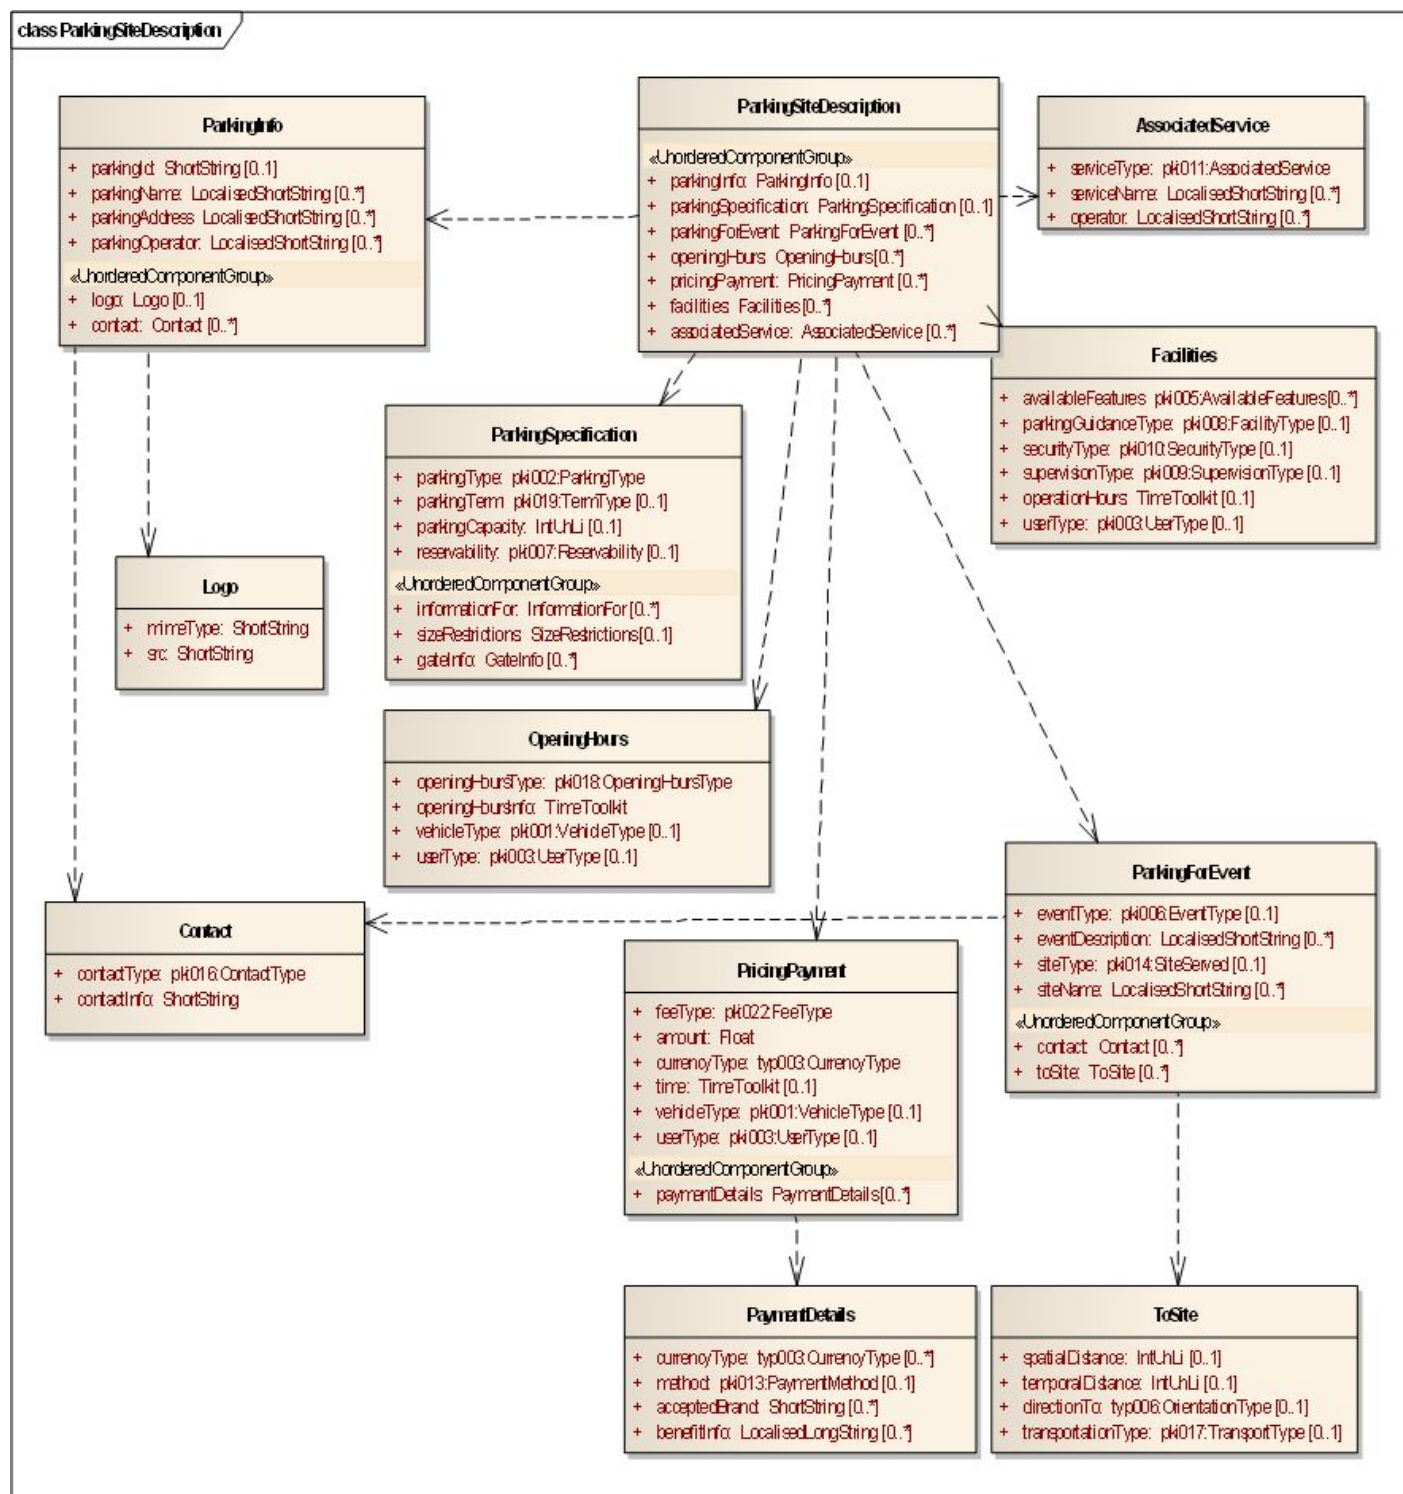 class ParkingSiteDescription
ParkingInfo
+ parkingId: ShortString [0..1]
+ parkingName: LocalisedShortString [0..*]
+ parkingAddress LocalisedShortString [0..*]
+ parkingOperator: LocalisedShortString [0..*]
«UnorderedComponentGroup»
+ logo: Logo [0..1]
+ contact: Contact [0..*]
ParkingSiteDescription
«UnorderedComponentGroup»
+ parkingInfo: ParkingInfo [0..1]
+ parkingSpecification: ParkingSpecification [0..1]
+ parkingForEvent: ParkingForEvent [0..*]
+ openingHours: OpeningHours [0..*]
+ pricingPayment: PricingPayment [0..*]
+ facilities: Facilities [0..*]
+ associatedService: AssociatedService [0..*]
AssociatedService
+ serviceType: pki011:AssociatedService
+ serviceName: LocalisedShortString [0..*]
+ operator: LocalisedShortString [0..*]
Facilities
+ availableFeatures: pki005:AvailableFeatures [0..*]
+ parkingGuidanceType: pki008:FacilityType [0..1]
+ securityType: pki010:SecurityType [0..1]
+ supervisionType: pki009:SupervisionType [0..1]
+ operationHours: TimeToolkit [0..1]
+ userType: pki003:UserType [0..1]
ParkingSpecification
+ parkingType: pki002:ParkingType
+ parkingTerm: pki019:TermType [0..1]
+ parkingCapacity: IntUnLi [0..1]
+ reservability: pki007:Reservability [0..1]
«UnorderedComponentGroup»
+ informationFor: InformationFor [0..*]
+ sizeRestrictions: SizeRestrictions [0..1]
+ gateInfo: GateInfo [0..*]
Logo
+ mimeType: ShortString
+ src: ShortString
OpeningHours
+ openingHoursType: pki018:OpeningHoursType
+ openingHoursInfo: TimeToolkit
+ vehicleType: pki001:VehicleType [0..1]
+ userType: pki003:UserType [0..1]
ParkingForEvent
+ eventType: pki006:EventType [0..1]
+ eventDescription: LocalisedShortString [0..*]
+ siteType: pki014:SiteServed [0..1]
+ siteName: LocalisedShortString [0..*]
«UnorderedComponentGroup»
+ contact: Contact [0..*]
+ toSite: ToSite [0..*]
Contact
+ contactType: pki016:ContactType
+ contactInfo: ShortString
PricingPayment
+ feeType: pki022:FeeType
+ amount: Float
+ currencyType: typ003:CurrencyType
+ time: TimeToolkit [0..1]
+ vehicleType: pki001:VehicleType [0..1]
+ userType: pki003:UserType [0..1]
«UnorderedComponentGroup»
+ paymentDetails: PaymentDetails [0..*]
PaymentDetails
+ currencyType: typ003:CurrencyType [0..*]
+ method: pki013:PaymentMethod [0..1]
+ acceptedBrand: ShortString [0..*]
+ benefitInfo: LocalisedLongString [0..*]
ToSite
+ spatialDistance: IntUnLi [0..1]
+ temporalDistance: IntUnLi [0..1]
+ directionTo: typ006:OrientationType [0..1]
+ transportationType: pki017:TransportType [0..1]